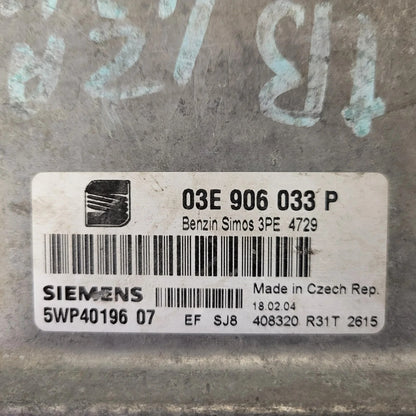 03E 906 033 P
Benzin Simos 3PE 4729
SIEMENS
Made in Czech Rep.
18.02.04
5WP40196 07 EF SJ8 408320 R31T 2615